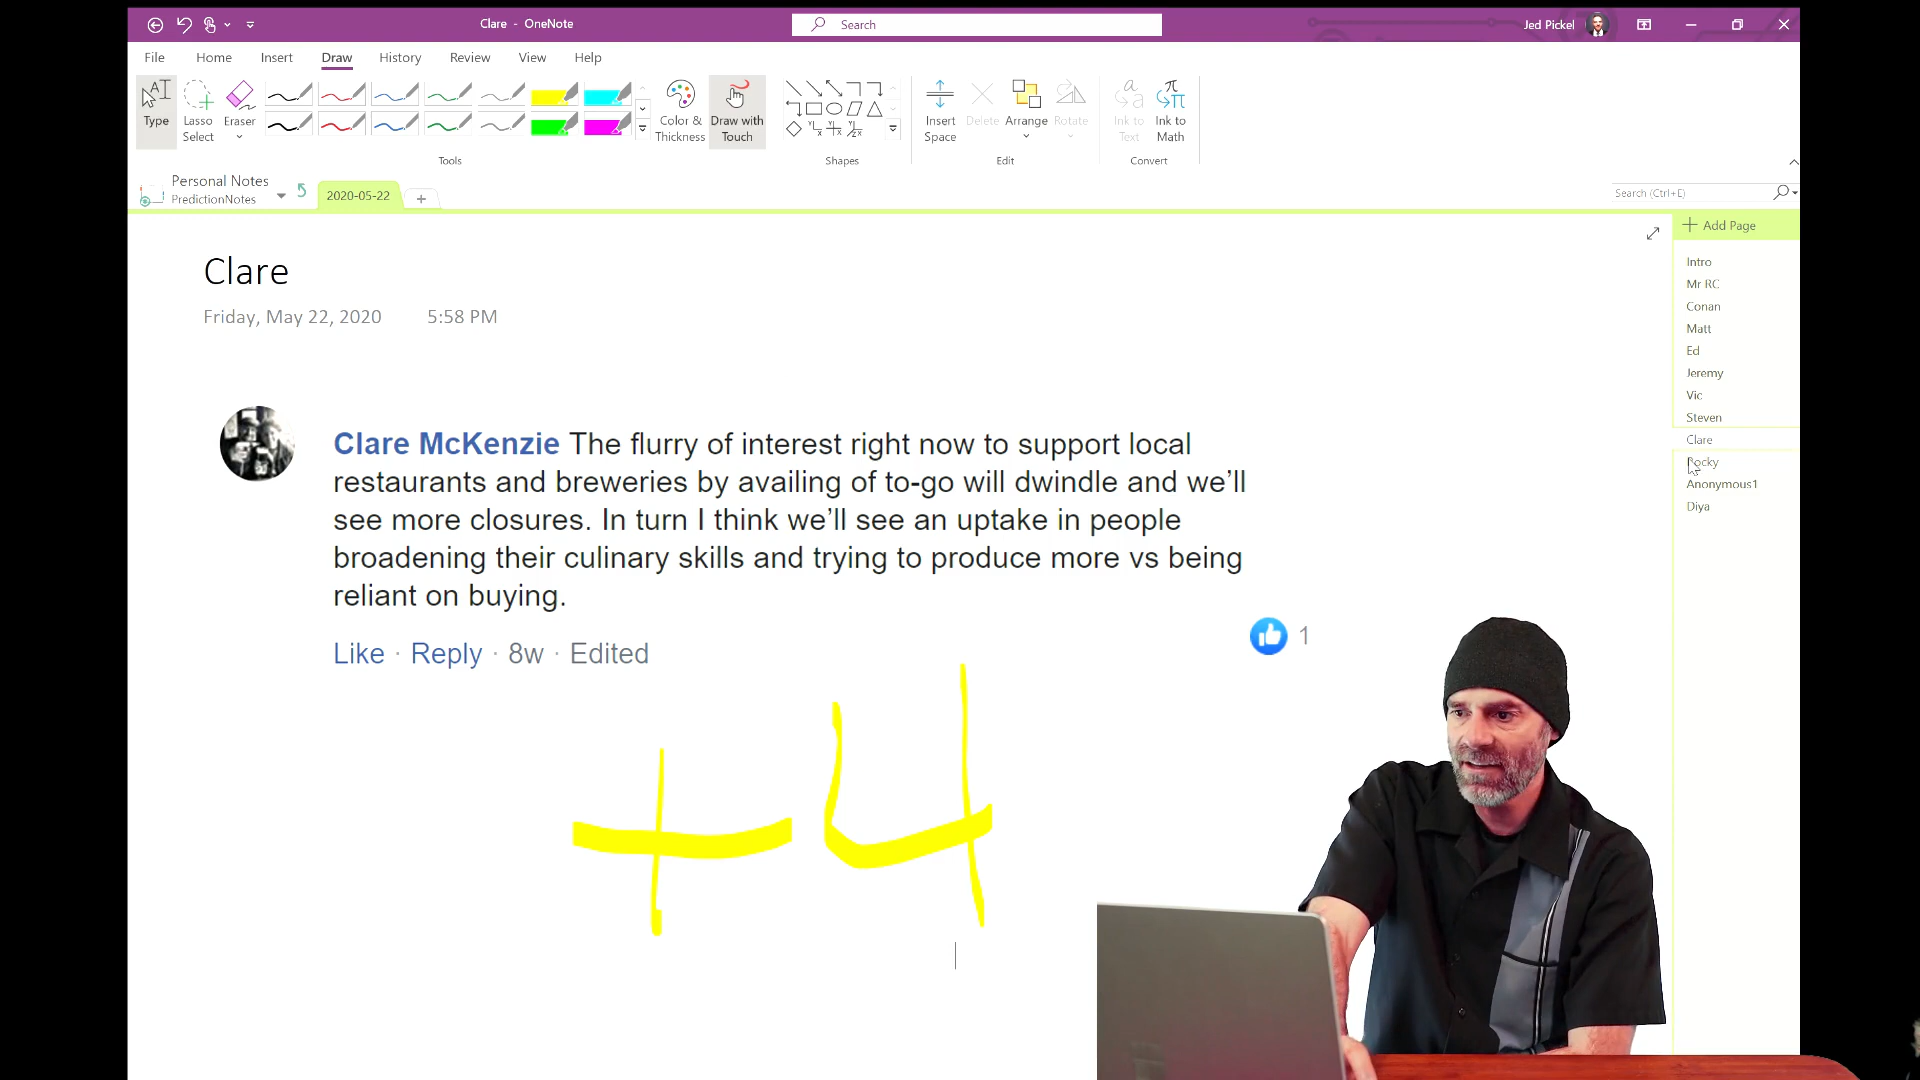 Clare - OneNote
Search
Jed Pickel
File Home Insert Draw History Review View Help
Type
Lasso Select
Eraser
Color & Thickness
Draw with Touch
Insert Space
Delete
Arrange
Rotate
Ink to Text
Ink to Math
Tools
Shapes
Edit
Convert
Personal Notes
PredictionNotes
2020-05-22
Search (Ctrl+E)
Add Page
Clare
Friday, May 22, 2020 5:58 PM
Clare McKenzie The flurry of interest right now to support local
restaurants and breweries by availing of to-go will dwindle and we'll
see more closures. In turn I think we'll see an uptake in people
broadening their culinary skills and trying to produce more vs being
reliant on buying.
Like · Reply · 8w · Edited
1
+4
Intro
Mr RC
Conan
Matt
Ed
Jeremy
Vic
Steven
Clare
Rocky
Anonymous1
Diya